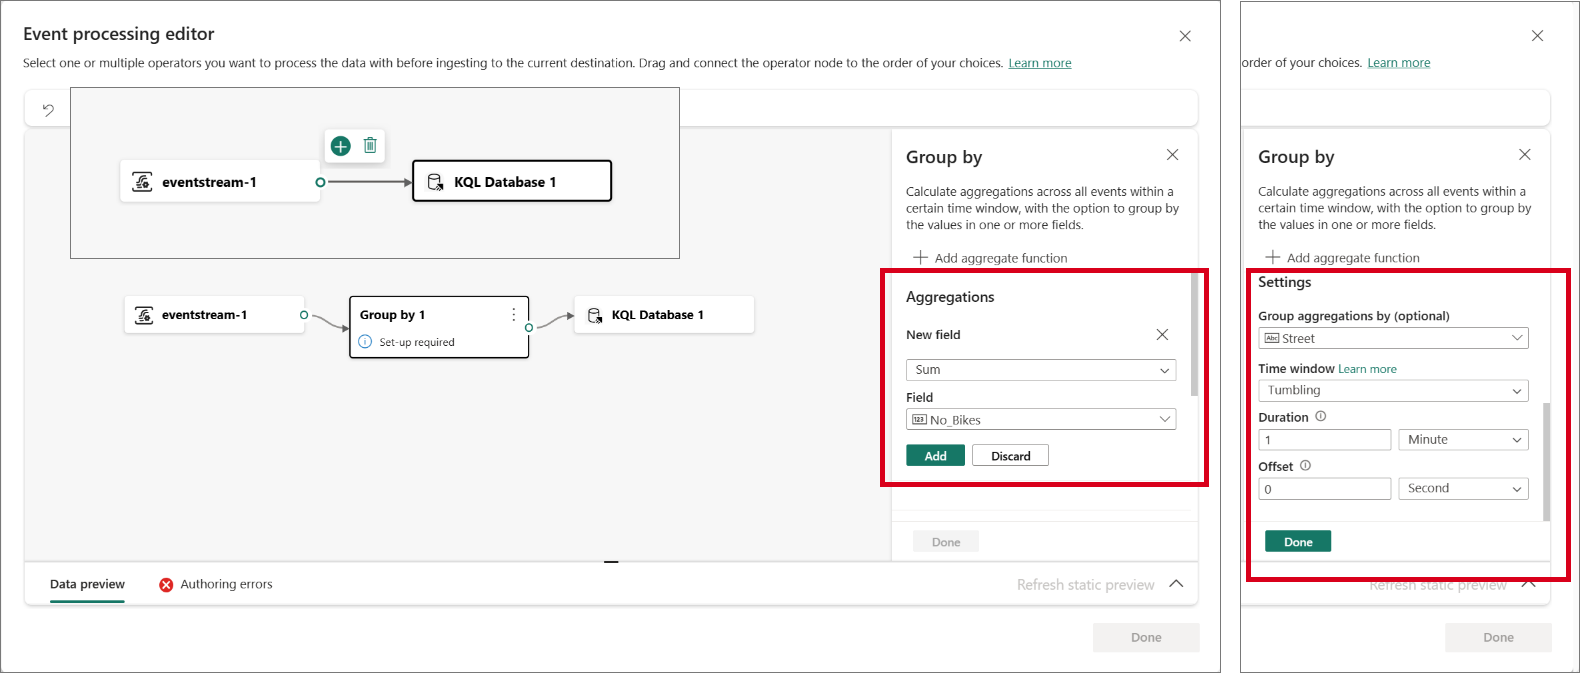 Event processing editor
Select one or multiple operators you want to process the data with before ingesting to the current destination. Drag and connect the operator node to the order of your choices. Learn more
eventstream-1
KQL Database 1
eventstream-1
Group by 1
Set-up required
KQL Database 1
Group by
Calculate aggregations across all events within a
certain time window, with the option to group by
the values in one or more fields.
Add aggregate function
Aggregations
New field
Sum
Field
123 No_Bikes
Add Discard
Done
Data preview Authoring errors Refresh static preview
Done
order of your choices. Learn more
Group by
Calculate aggregations across all events within a
certain time window, with the option to group by
the values in one or more fields.
Add aggregate function
Settings
Group aggregations by (optional)
Abc Street
Time window Learn more
Tumbling
Duration
1 Minute
Offset
0 Second
Done
Refresh static preview
Done